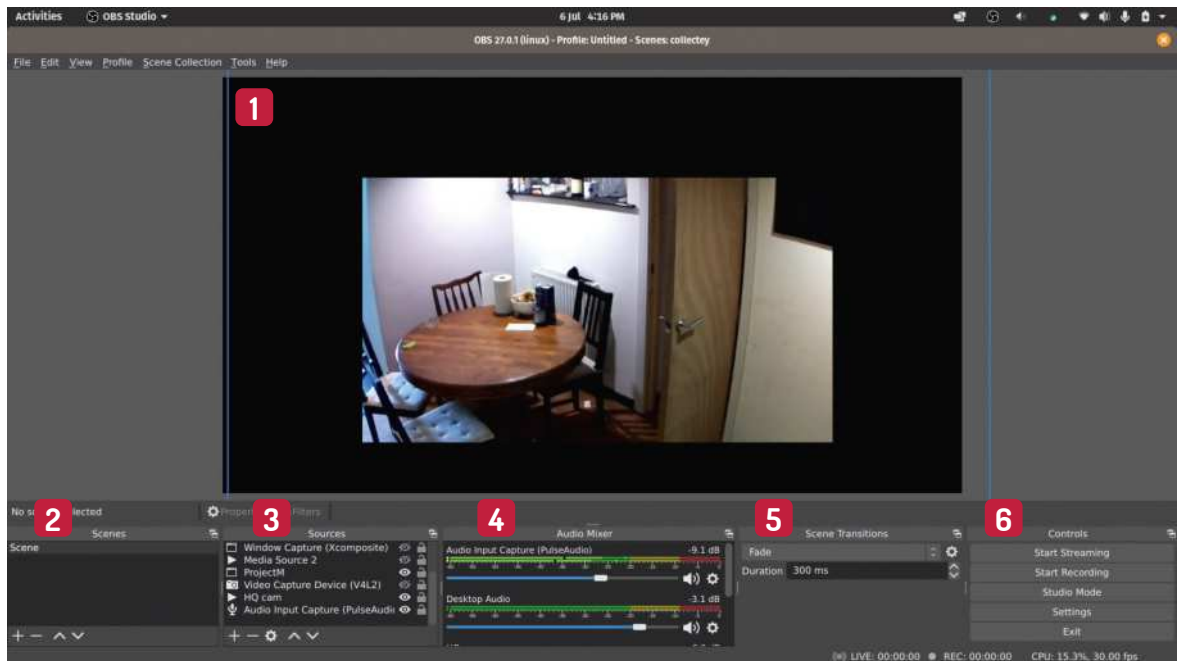 Activities OBS Studio 6 Jul 4:16 PM
OBS 27.0.1 (linux) - Profile: Untitled - Scenes: collectey
File Edit View Profile Scene Collection Tools Help
1
No lected
2 3 4 5 6
Scenes Sources Audio Mixer Scene Transitions Controls
Scene
Window Capture (Xcomposite)
Media Source 2
ProjectM
Video Capture Device (V4L2)
HQ cam
Audio Input Capture (PulseAudio
Audio Input Capture (PulseAudio) -9.1 dB
Desktop Audio -3.1 dB
Fade
Duration 300 ms
Start Streaming
Start Recording
Studio Mode
Settings
Exit
LIVE: 00:00:00 REC: 00:00:00 CPU: 15.3%, 30.00 fps